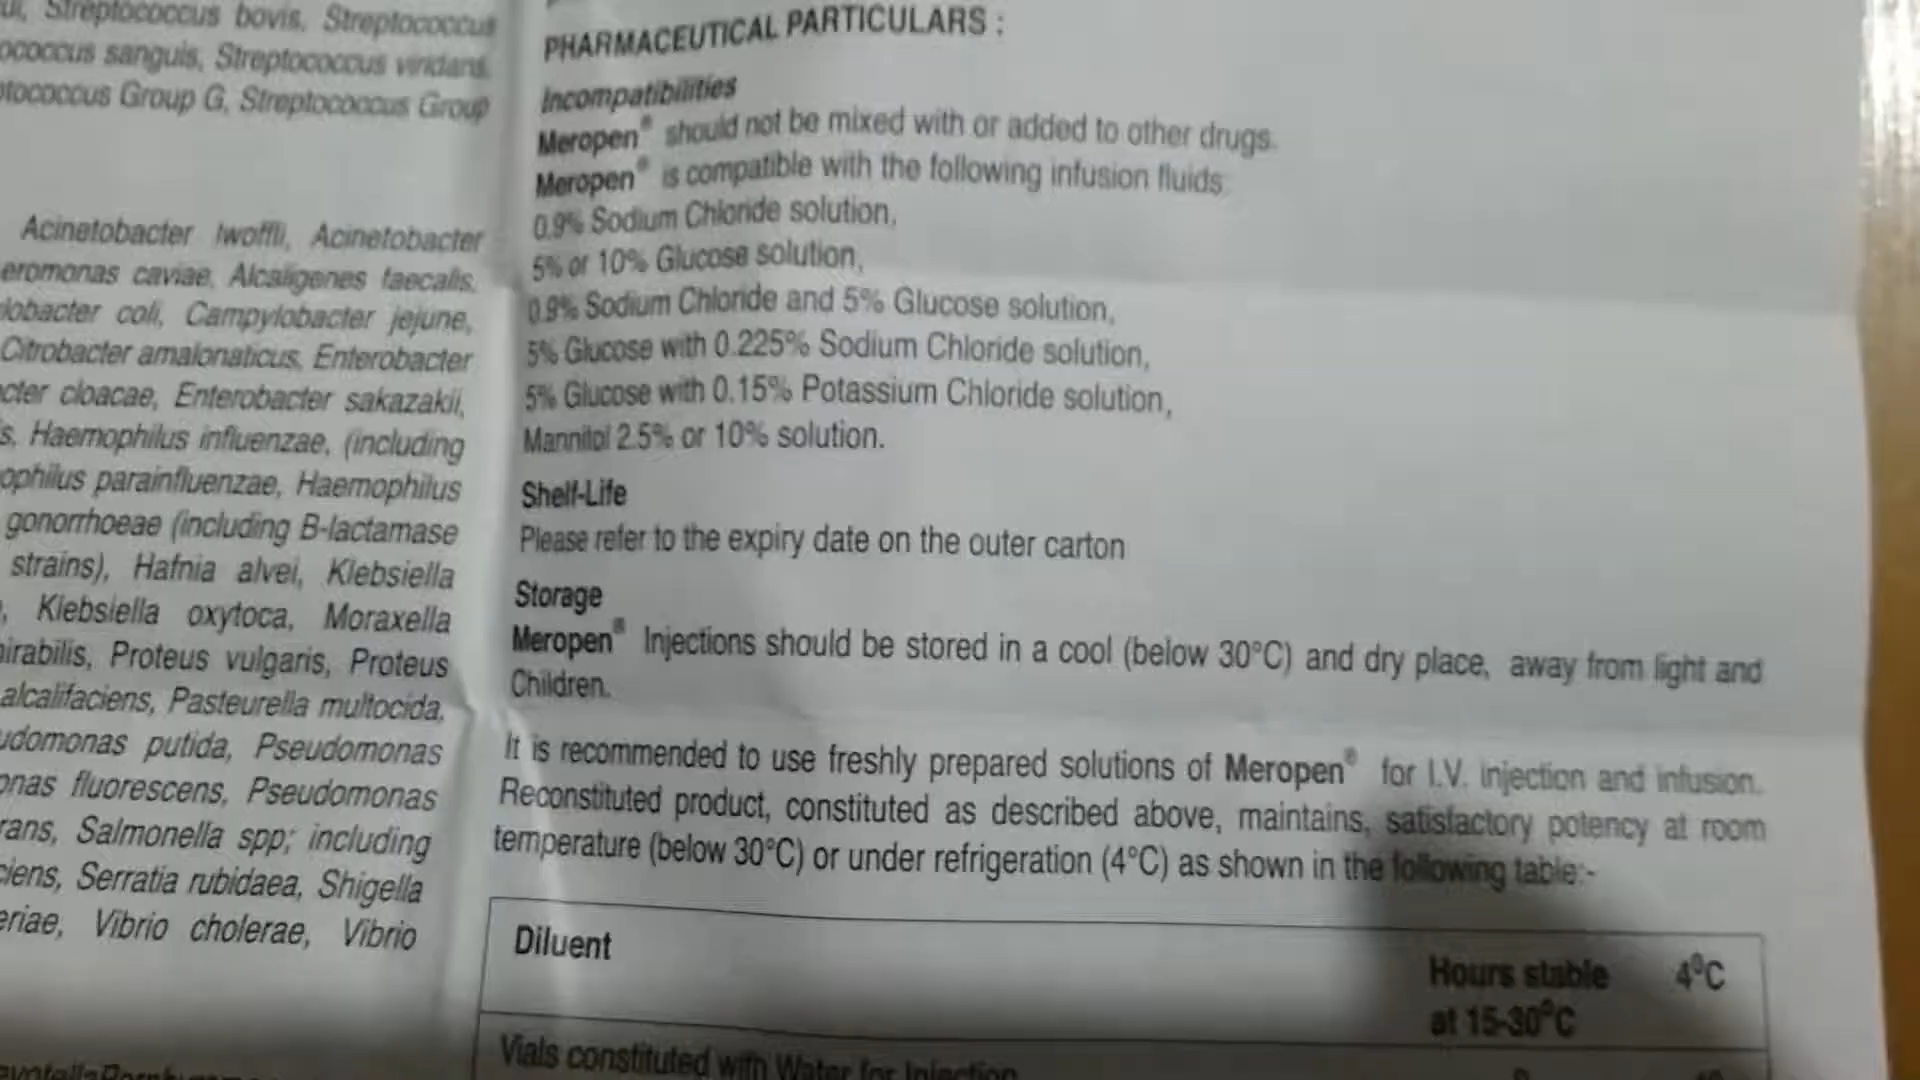 Streptococcus bovis, Streptococcus
ococcus sanguis, Streptococcus viridans,
tococcus Group G, Streptococcus Group
Acinetobacter lwoffli, Acinetobacter
eromonas caviae, Alcaligenes faecalis,
lobacter coli, Campylobacter jejune,
Citrobacter amalonaticus, Enterobacter
cter cloacae, Enterobacter sakazakii,
s, Haemophilus influenzae, (including
ophilus parainfluenzae, Haemophilus
gonorrhoeae (including B-lactamase
strains), Hafnia alvei, Klebsiella
, Klebsiella oxytoca, Moraxella
irabilis, Proteus vulgaris, Proteus
alcalifaciens, Pasteurella multocida,
udomonas putida, Pseudomonas
onas fluorescens, Pseudomonas
rans, Salmonella spp; including
ciens, Serratia rubidaea, Shigella
eriae, Vibrio cholerae, Vibrio
PHARMACEUTICAL PARTICULARS :
Incompatibilities
Meropen® should not be mixed with or added to other drugs.
Meropen® is compatible with the following infusion fluids
0.9% Sodium Chloride solution,
5% or 10% Glucose solution,
0.9% Sodium Chloride and 5% Glucose solution,
5% Glucose with 0.225% Sodium Chloride solution,
5% Glucose with 0.15% Potassium Chloride solution,
Mannitol 2.5% or 10% solution.
Shelf-Life
Please refer to the expiry date on the outer carton
Storage
Meropen® Injections should be stored in a cool (below 30°C) and dry place, away from light and
Children.
It is recommended to use freshly prepared solutions of Meropen® for I.V. injection and infusion.
Reconstituted product, constituted as described above, maintains, satisfactory potency at room
temperature (below 30°C) or under refrigeration (4°C) as shown in the following table:-
Diluent
Hours stable 4⁰C
at 15-30⁰C
Vials constituted with Water for Injection